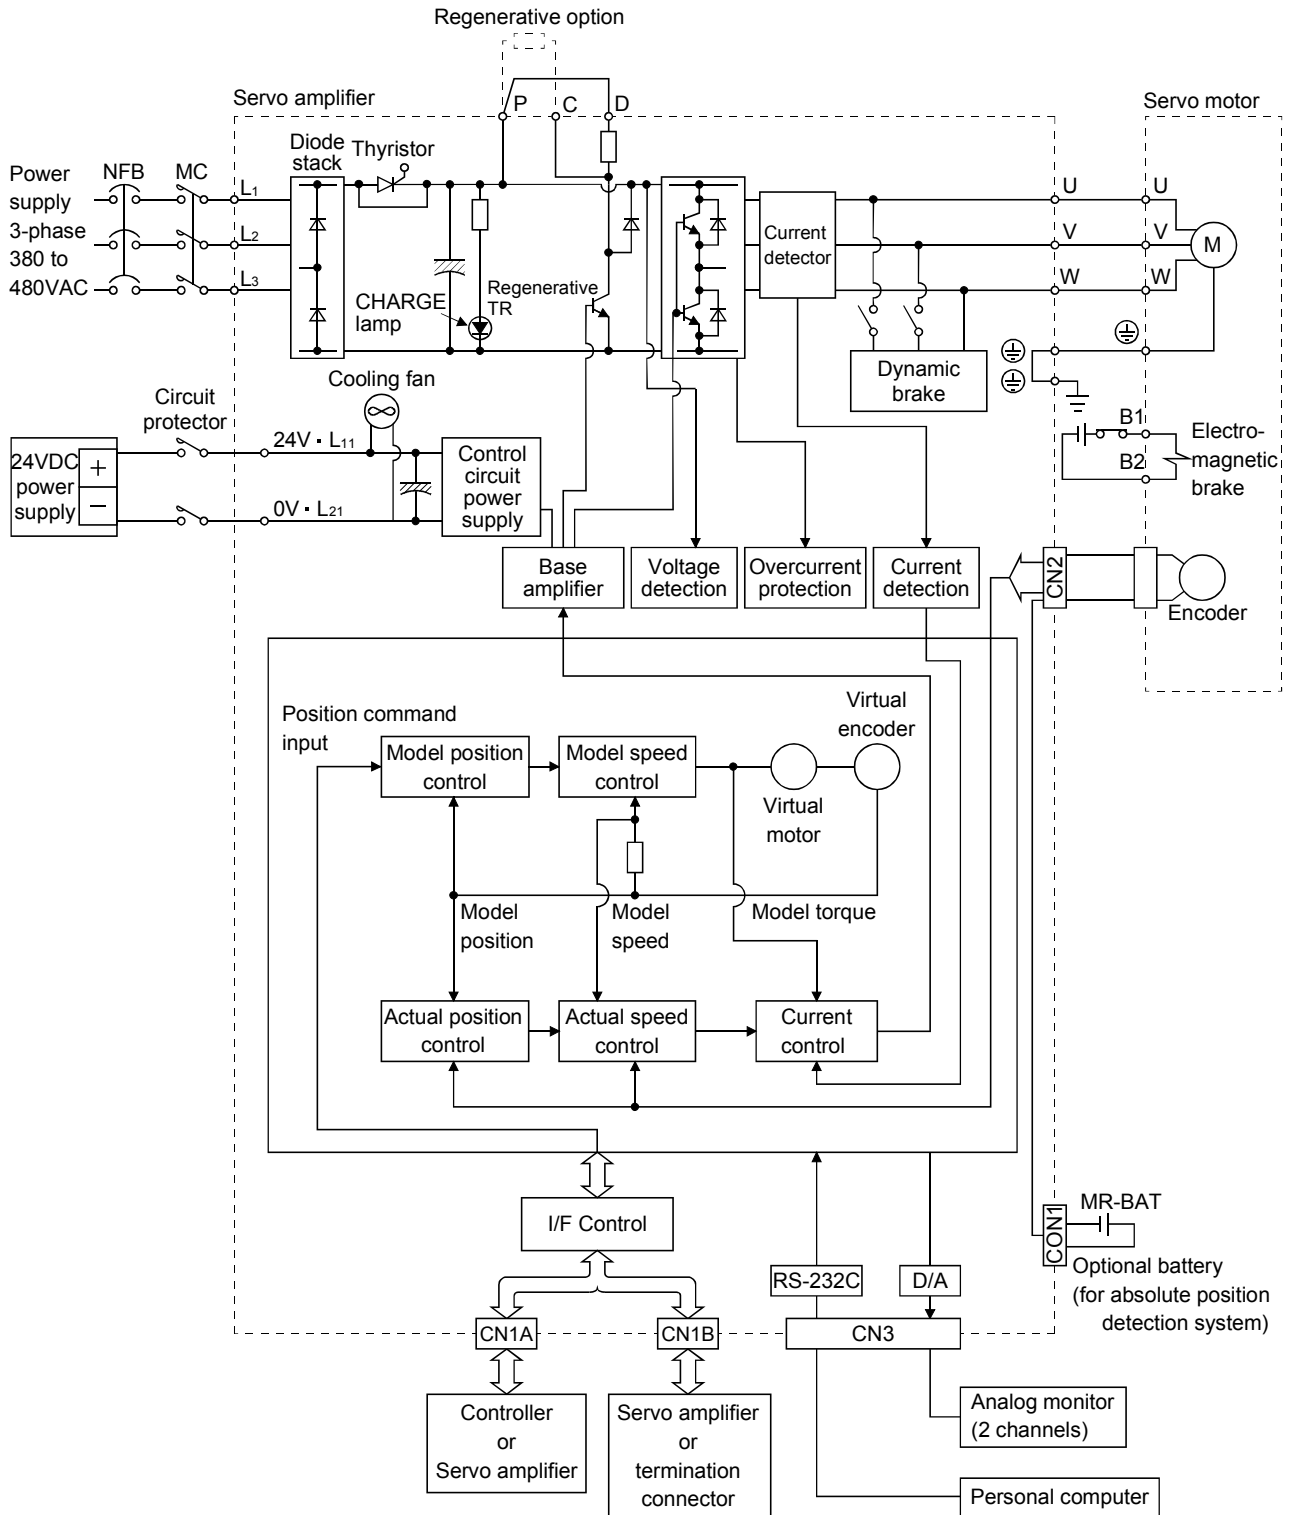 Regenerative option
Servo amplifier
P
C
D
Servo motor
Diode
stack
Thyristor
Power
supply
3-phase
380 to
480VAC
NFB
MC
L1
L2
L3
CHARGE
lamp
Regenerative
TR
Current
detector
U
V
W
U
V
W
M
Dynamic
brake
Cooling fan
Circuit
protector
24VDC
power
supply
+
−
24V · L11
0V · L21
Control
circuit
power
supply
B1
B2
Electro-
magnetic
brake
Base
amplifier
Voltage
detection
Overcurrent
protection
Current
detection
CN2
Encoder
Position command
input
Model position
control
Model speed
control
Virtual
encoder
Virtual
motor
Model
position
Model
speed
Model torque
Actual position
control
Actual speed
control
Current
control
I/F Control
RS-232C
D/A
CON1
MR-BAT
Optional battery
(for absolute position
detection system)
CN1A
CN1B
CN3
Controller
or
Servo amplifier
Servo amplifier
or
termination
connector
Analog monitor
(2 channels)
Personal computer